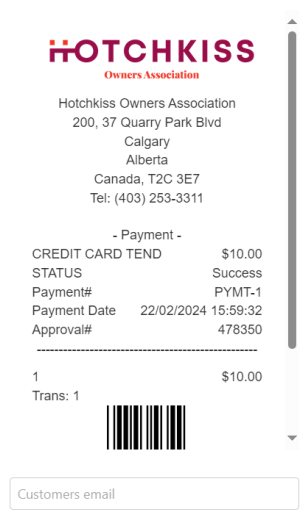 HOTCHKISS
Owners Association
Hotchkiss Owners Association
200, 37 Quarry Park Blvd
Calgary
Alberta
Canada, T2C 3E7
Tel: (403) 253-3311
- Payment -
CREDIT CARD TEND $10.00
STATUS Success
Payment# PYMT-1
Payment Date 22/02/2024 15:59:32
Approval# 478350
--------------------------------------------------
1 $10.00
Trans: 1
Customers email